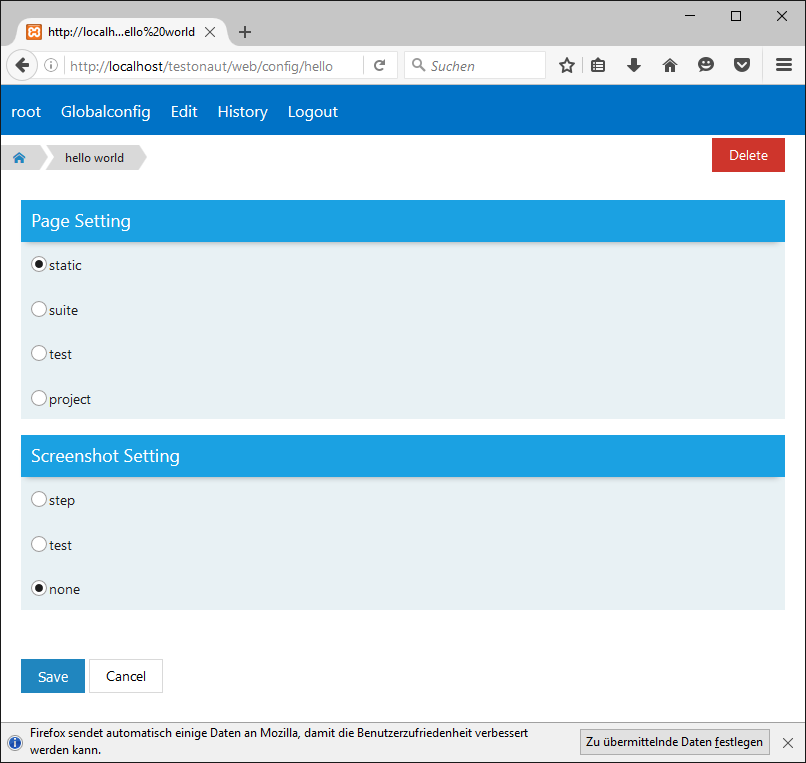 http://localh...ello%20world
http://localhost/testonaut/web/config/hello
Suchen
root Globalconfig Edit History Logout
hello world
Delete
Page Setting
static
suite
test
project
Screenshot Setting
step
test
none
Save Cancel
Firefox sendet automatisch einige Daten an Mozilla, damit die Benutzerzufriedenheit verbessert
werden kann.
Zu übermittelnde Daten festlegen